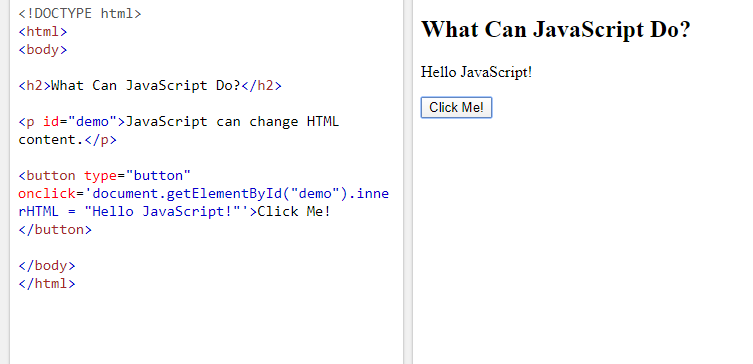 <!DOCTYPE html>
<html>
<body>
<h2>What Can JavaScript Do?</h2>
<p id="demo">JavaScript can change HTML
content.</p>
<button type="button"
onclick='document.getElementById("demo").inne
rHTML = "Hello JavaScript!"'>Click Me!
</button>
</body>
</html>
What Can JavaScript Do?
Hello JavaScript!
Click Me!